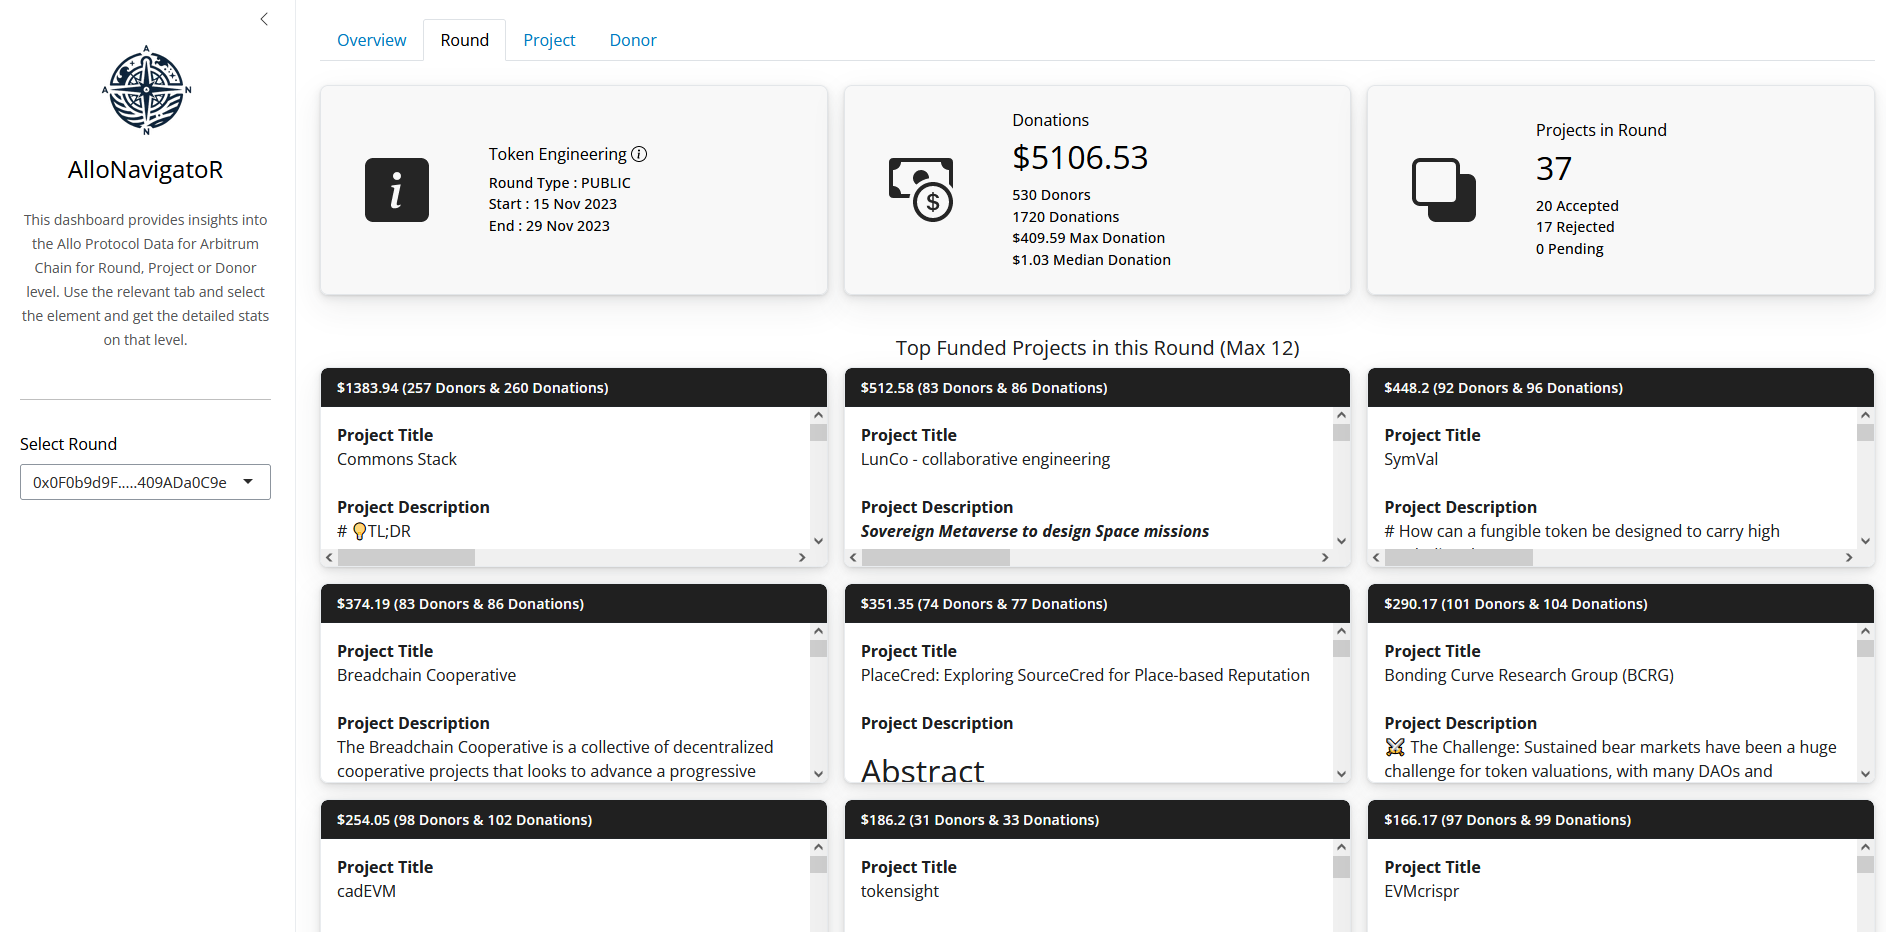 A
A
N
N
AlloNavigatoR
This dashboard provides insights into
the Allo Protocol Data for Arbitrum
Chain for Round, Project or Donor
level. Use the relevant tab and select
the element and get the detailed stats
on that level.
Select Round
0x0F0b9d9F.....409ADa0C9e
Overview
Round
Project
Donor
i
Token Engineering
Round Type : PUBLIC
Start : 15 Nov 2023
End : 29 Nov 2023
$
Donations
$5106.53
530 Donors
1720 Donations
$409.59 Max Donation
$1.03 Median Donation
Projects in Round
37
20 Accepted
17 Rejected
0 Pending
Top Funded Projects in this Round (Max 12)
$1383.94 (257 Donors & 260 Donations)
Project Title
Commons Stack
Project Description
# 💡TL;DR
$512.58 (83 Donors & 86 Donations)
Project Title
LunCo - collaborative engineering
Project Description
Sovereign Metaverse to design Space missions
$448.2 (92 Donors & 96 Donations)
Project Title
SymVal
Project Description
# How can a fungible token be designed to carry high
$374.19 (83 Donors & 86 Donations)
Project Title
Breadchain Cooperative
Project Description
The Breadchain Cooperative is a collective of decentralized
cooperative projects that looks to advance a progressive
$351.35 (74 Donors & 77 Donations)
Project Title
PlaceCred: Exploring SourceCred for Place-based Reputation
Project Description
Abstract
$290.17 (101 Donors & 104 Donations)
Project Title
Bonding Curve Research Group (BCRG)
Project Description
⚔️ The Challenge: Sustained bear markets have been a huge
challenge for token valuations, with many DAOs and
$254.05 (98 Donors & 102 Donations)
Project Title
cadEVM
$186.2 (31 Donors & 33 Donations)
Project Title
tokensight
$166.17 (97 Donors & 99 Donations)
Project Title
EVMcrispr